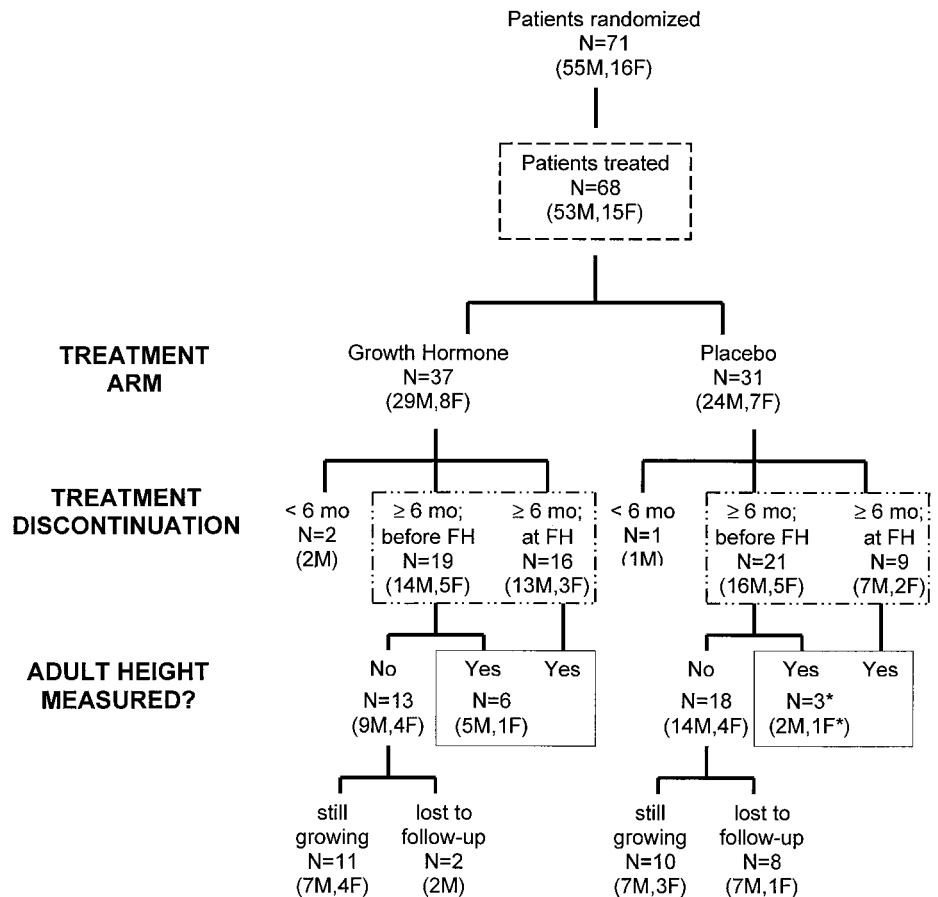 Patients randomized
N=71
(55M,16F)
Patients treated
N=68
(53M,15F)
TREATMENT
ARM
Growth Hormone
N=37
(29M,8F)
Placebo
N=31
(24M,7F)
TREATMENT
DISCONTINUATION
< 6 mo
N=2
(2M)
≥ 6 mo;
before FH
N=19
(14M,5F)
≥ 6 mo;
at FH
N=16
(13M,3F)
< 6 mo
N=1
(1M)
≥ 6 mo;
before FH
N=21
(16M,5F)
≥ 6 mo;
at FH
N=9
(7M,2F)
ADULT HEIGHT
MEASURED?
No
N=13
(9M,4F)
Yes
N=6
(5M,1F)
Yes
No
N=18
(14M,4F)
Yes
N=3*
(2M,1F*)
Yes
still
growing
N=11
(7M,4F)
lost to
follow-up
N=2
(2M)
still
growing
N=10
(7M,3F)
lost to
follow-up
N=8
(7M,1F)